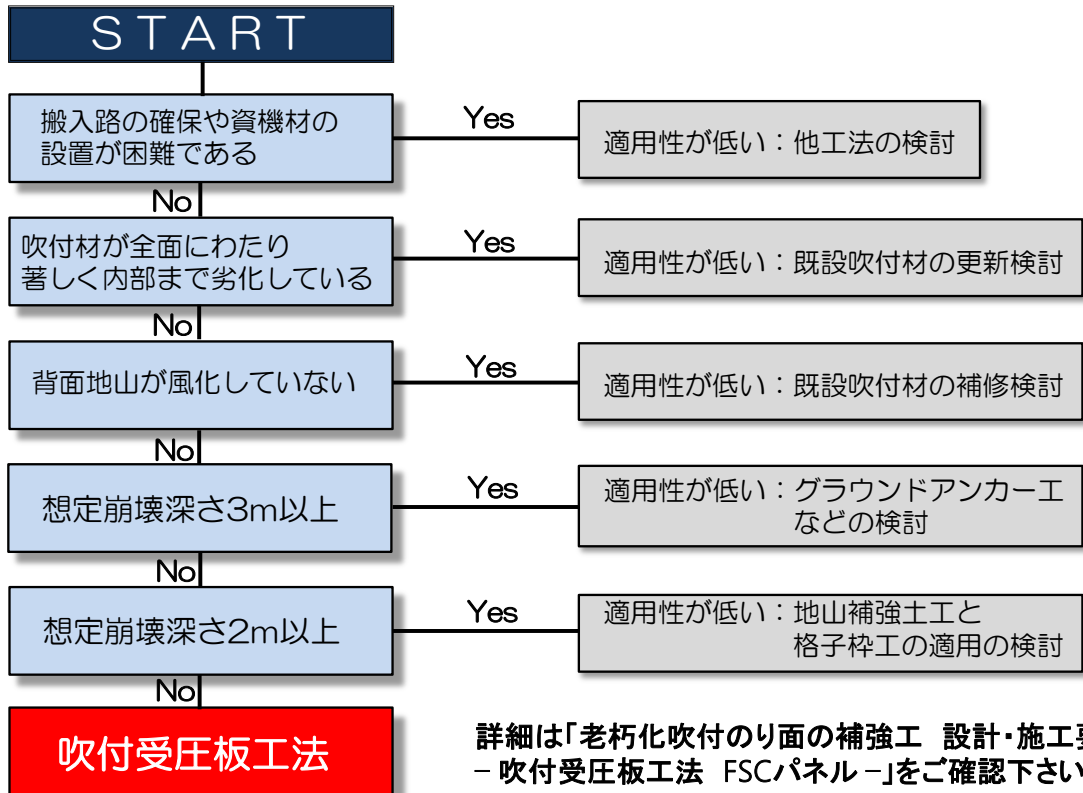 START
搬入路の確保や資機材の
設置が困難である
Yes
適用性が低い：他工法の検討
No
吹付材が全面にわたり
著しく内部まで劣化している
Yes
適用性が低い：既設吹付材の更新検討
No
背面地山が風化していない
Yes
適用性が低い：既設吹付材の補修検討
No
想定崩壊深さ3m以上
Yes
適用性が低い：グラウンドアンカー工
などの検討
No
想定崩壊深さ2m以上
Yes
適用性が低い：地山補強土工と
格子枠工の適用の検討
No
吹付受圧板工法
詳細は「老朽化吹付のり面の補強工 設計・施工要
－吹付受圧板工法 FSCパネル－」をご確認下さい